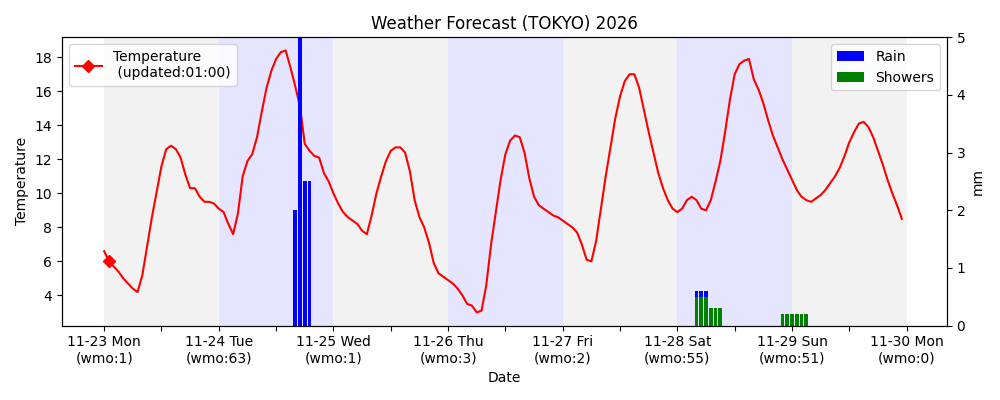 Weather Forecast (TOKYO) 2026
Temperature
(updated:01:00)
Rain
Showers
Temperature
18
16
14
12
10
8
6
4
5
4
3
2
1
0
mm
11-23 Mon 11-24 Tue 11-25 Wed 11-26 Thu 11-27 Fri 11-28 Sat 11-29 Sun 11-30 Mon
(wmo:1) (wmo:63) (wmo:1) (wmo:3) (wmo:2) (wmo:55) (wmo:51) (wmo:0)
Date